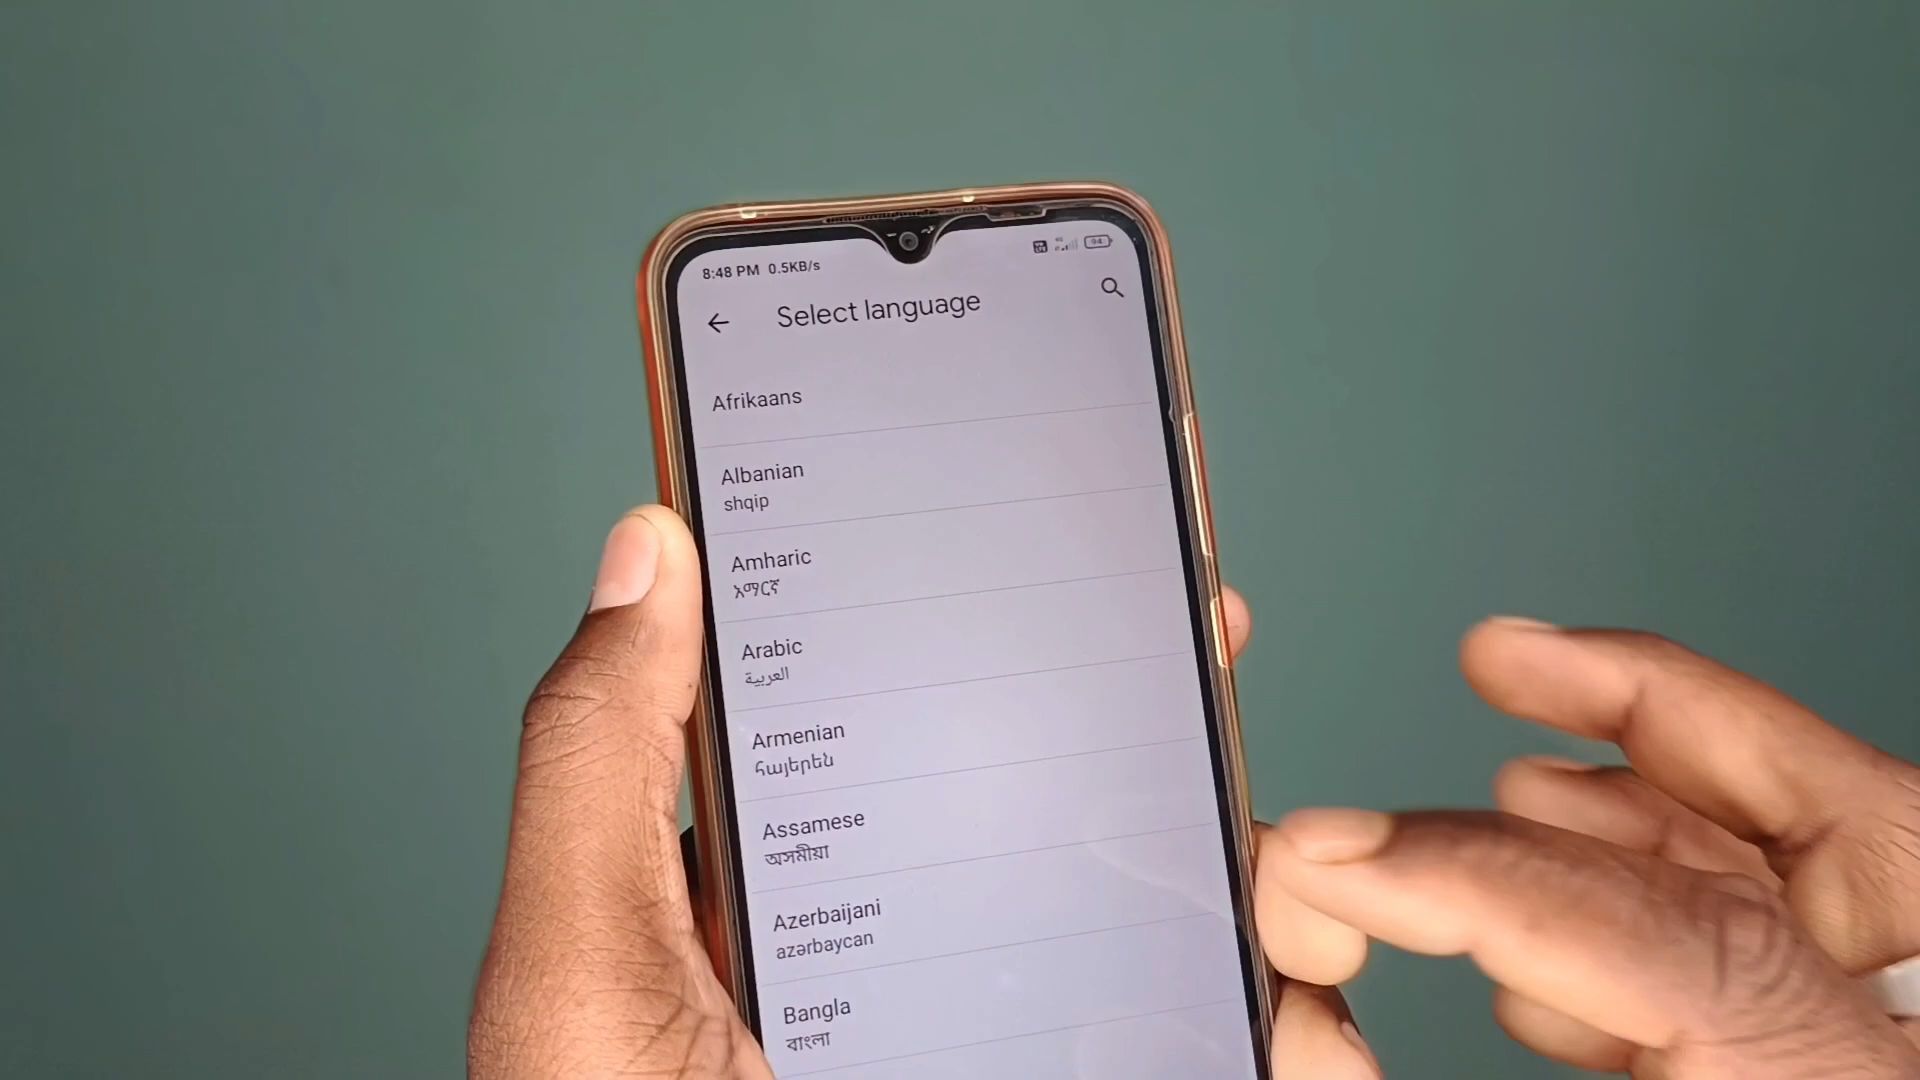 8:48 PM 0.5KB/s 94
Select language
Afrikaans
Albanian
shqip
Amharic
አማርኛ
Arabic
العربية
Armenian
հայերեն
Assamese
অসমীয়া
Azerbaijani
azərbaycan
Bangla
বাংলা